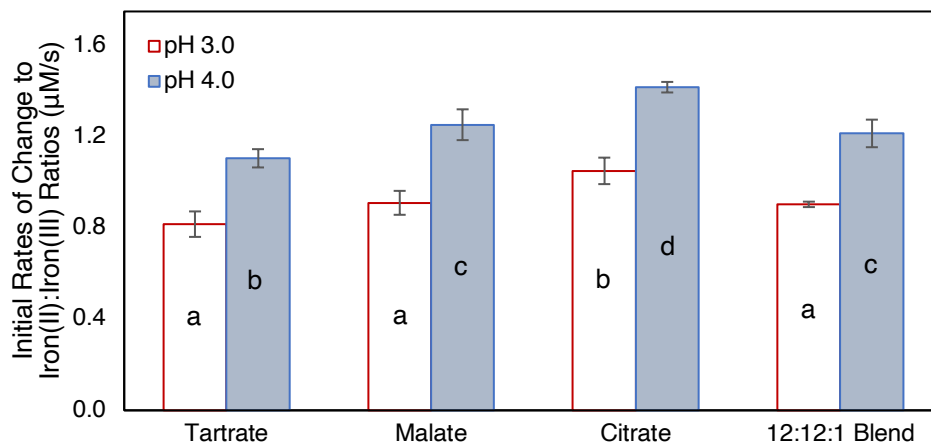 Initial Rates of Change to
Iron(II):Iron(III) Ratios (µM/s)
1.6
1.2
0.8
0.4
0.0
pH 3.0
pH 4.0
a
b
a
c
b
d
a
c
Tartrate
Malate
Citrate
12:12:1 Blend